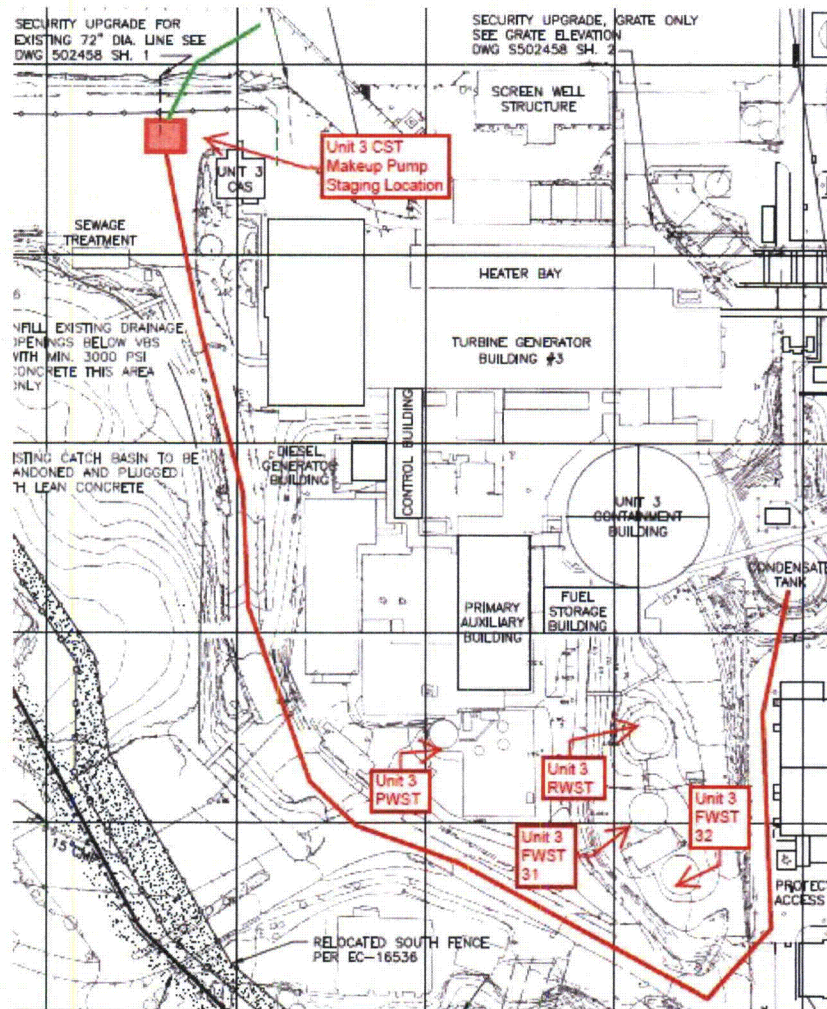 SECURITY UPGRADE FOR
EXISTING 72" DIA. LINE SEE
DWG 502458 SH. 1
SECURITY UPGRADE, GRATE ONLY
SEE GRATE ELEVATION
DWG S502458 SH. 2
SCREEN WELL
STRUCTURE
Unit 3 CST
Makeup Pump
Staging Location
UNIT 3
CAS
SEWAGE
TREATMENT
HEATER BAY
6
NFILL EXISTING DRAINAGE
OPENINGS BELOW VBS
WITH MIN. 3000 PSI
CONCRETE THIS AREA
ONLY
TURBINE GENERATOR
BUILDING #3
CONTROL BUILDING
ISTING CATCH BASIN TO BE
ANDONED AND PLUGGED
TH LEAN CONCRETE
DIESEL
GENERATOR
BUILDING
UNIT 3
CONTAINMENT
BUILDING
CONDENSATE
TANK
FUEL
STORAGE
BUILDING
PRIMARY
AUXILIARY
BUILDING
Unit 3
PWST
Unit 3
RWST
Unit 3
FWST
32
Unit 3
FWST
31
15" CMP
PROTECT
ACCESS
RELOCATED SOUTH FENCE
PER EC-16536